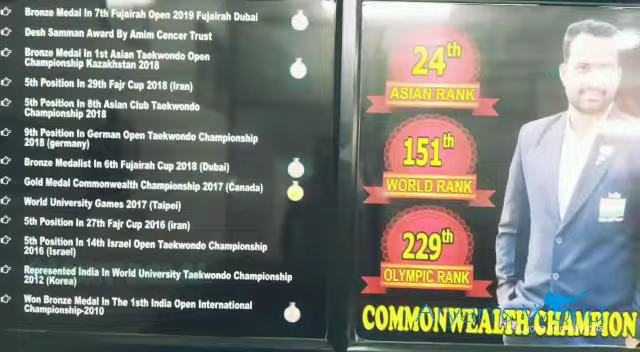 Bronze Medal In 7th Fujairah Open 2019 Fujairah Dubai
Desh Samman Award By Amim Cencer Trust
Bronze Medal In 1st Asian Taekwondo Open
Championship Kazakhstan 2018
5th Position In 29th Fajr Cup 2018 (Iran)
5th Position In 8th Asian Club Taekwondo
Championship 2018
9th Position in German Open Taekwondo Championship
2018 (germany)
Bronze Medalist In 6th Fujairah Cup 2018 (Dubai)
Gold Medal Commonwealth Championship 2017 (Canada)
World University Games 2017 (Taipei)
5th Position In 27th Fajr Cup 2016 (iran)
5th Position In 14th Israel Open Taekwondo Championship
2016 (Israel)
Represented India In World University Taekwondo Championship
2012 (Korea)
Won Bronze Medal In The 1sth India Open International
Championship-2010
24th
ASIAN RANK
151th
WORLD RANK
229th
OLYMPIC RANK
COMMONWEALTH CHAMPION